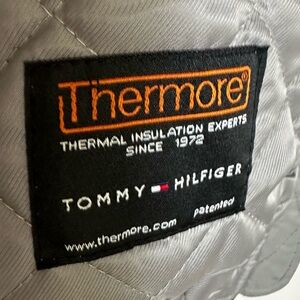 Thermore®
THERMAL INSULATION EXPERTS
SINCE 1972
TOMMY HILFIGER
patented
www.thermore.com